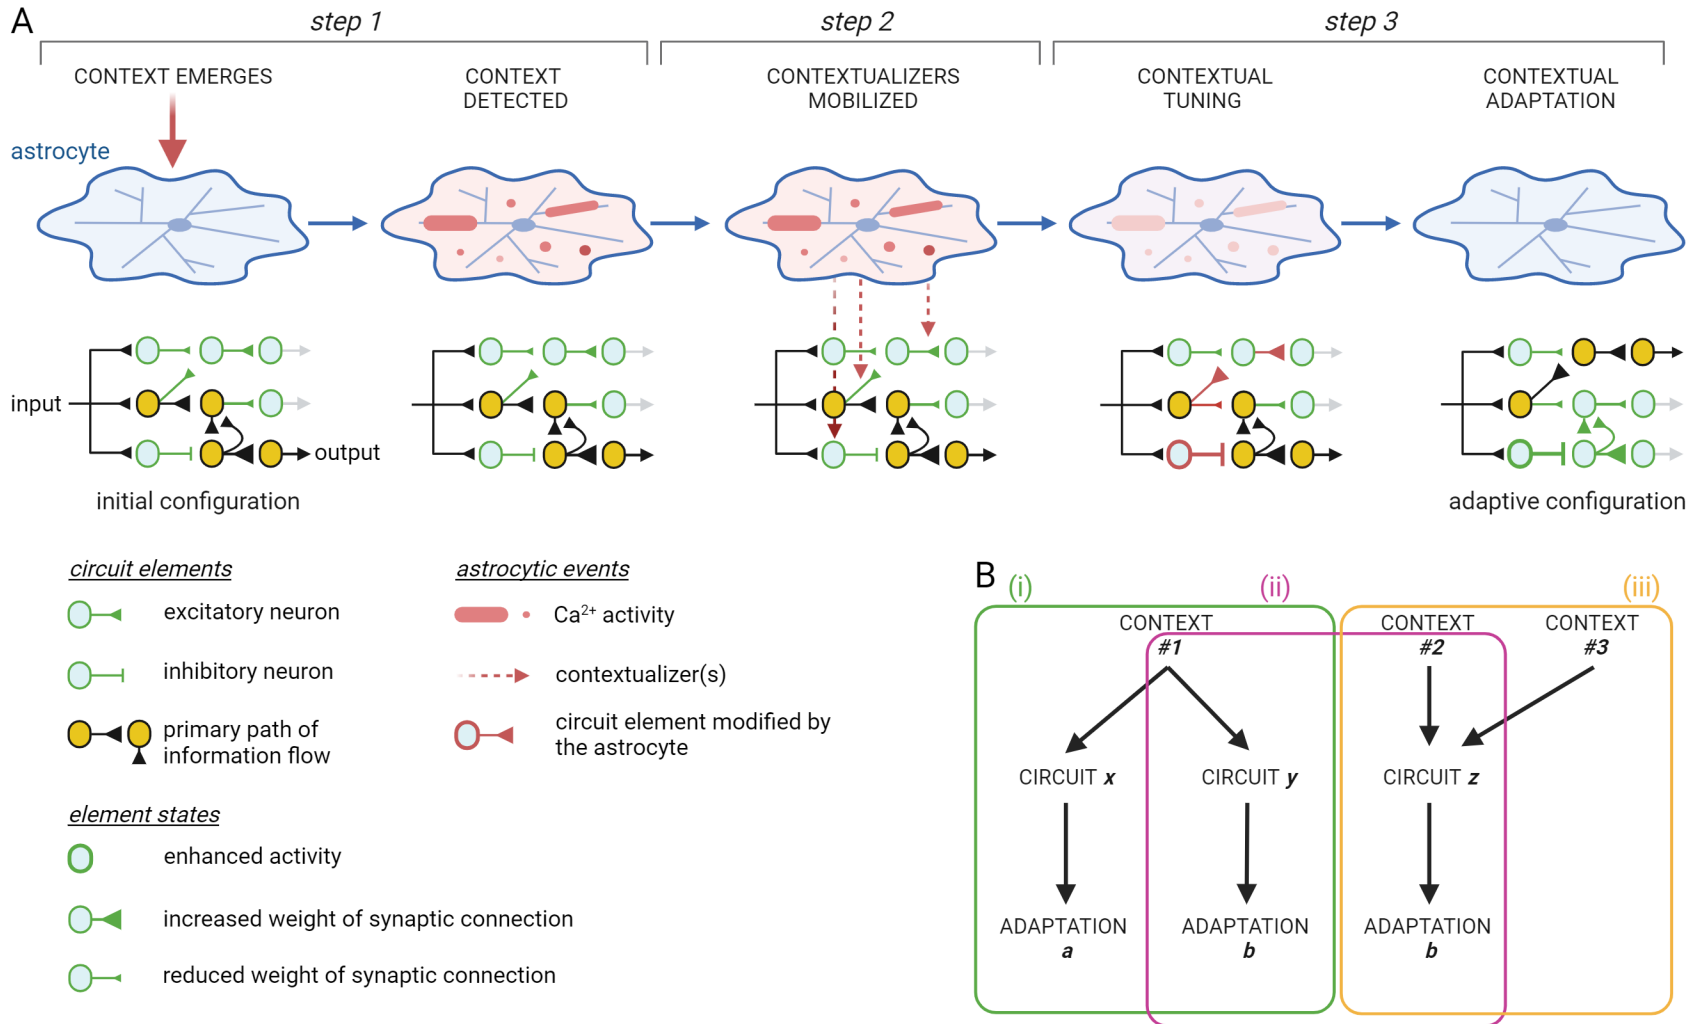 A
step 1
step 2
step 3
CONTEXT EMERGES
CONTEXT
DETECTED
CONTEXTUALIZERS
MOBILIZED
CONTEXTUAL
TUNING
CONTEXTUAL
ADAPTATION
astrocyte
input
output
initial configuration
adaptive configuration
circuit elements
excitatory neuron
inhibitory neuron
primary path of
information flow
element states
enhanced activity
increased weight of synaptic connection
reduced weight of synaptic connection
astrocytic events
Ca²⁺ activity
contextualizer(s)
circuit element modified by
the astrocyte
B
(i)
(ii)
(iii)
CONTEXT
#1
CONTEXT
#2
CONTEXT
#3
CIRCUIT x
CIRCUIT y
CIRCUIT z
ADAPTATION
a
ADAPTATION
b
ADAPTATION
b